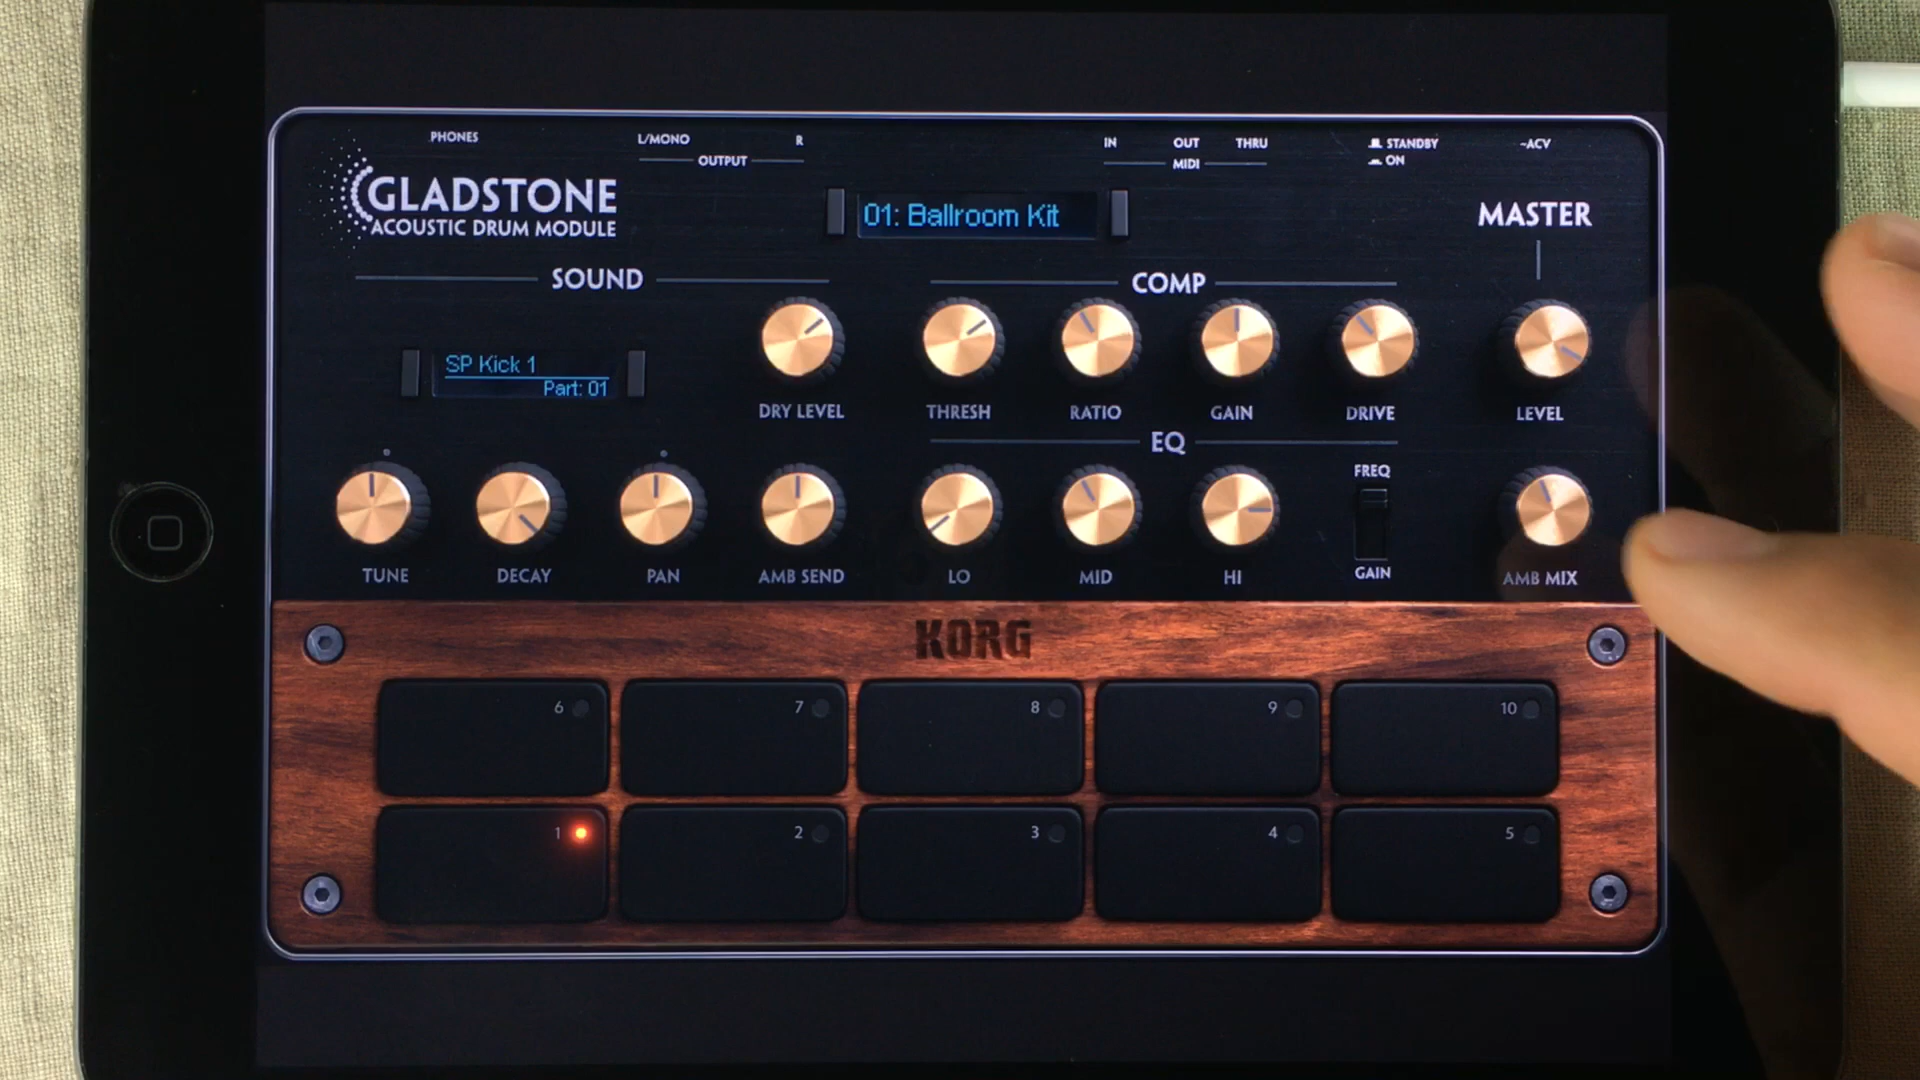 PHONES
L/MONO
R
OUTPUT
IN
OUT
THRU
MIDI
STANDBY
ON
~ACV
GLADSTONE
ACOUSTIC DRUM MODULE
01: Ballroom Kit
MASTER
SOUND
COMP
SP Kick 1
Part: 01
DRY LEVEL
THRESH
RATIO
GAIN
DRIVE
LEVEL
EQ
FREQ
GAIN
TUNE
DECAY
PAN
AMB SEND
LO
MID
HI
AMB MIX
KORG
6
7
8
9
10
1
2
3
4
5